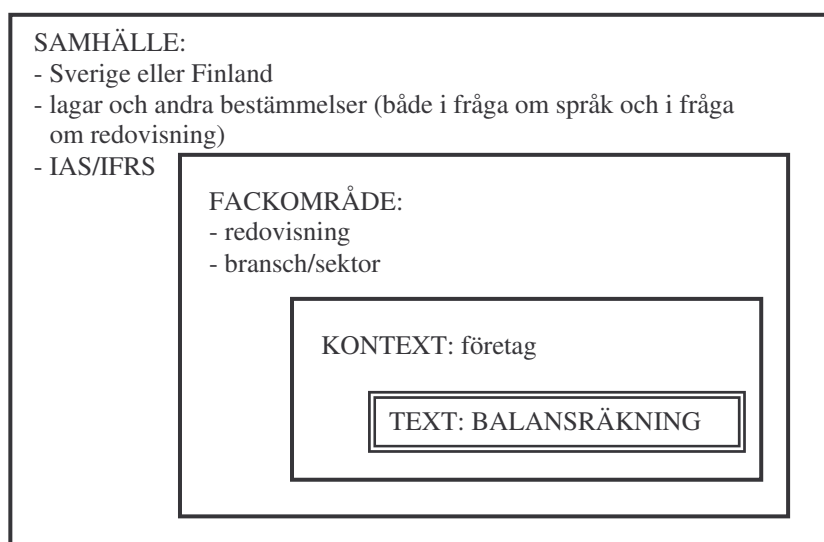 SAMHÄLLE:
- Sverige eller Finland
- lagar och andra bestämmelser (både i fråga om språk och i fråga
om redovisning)
- IAS/IFRS
FACKOMRÅDE:
- redovisning
- bransch/sektor
KONTEXT: företag
TEXT: BALANSRÄKNING